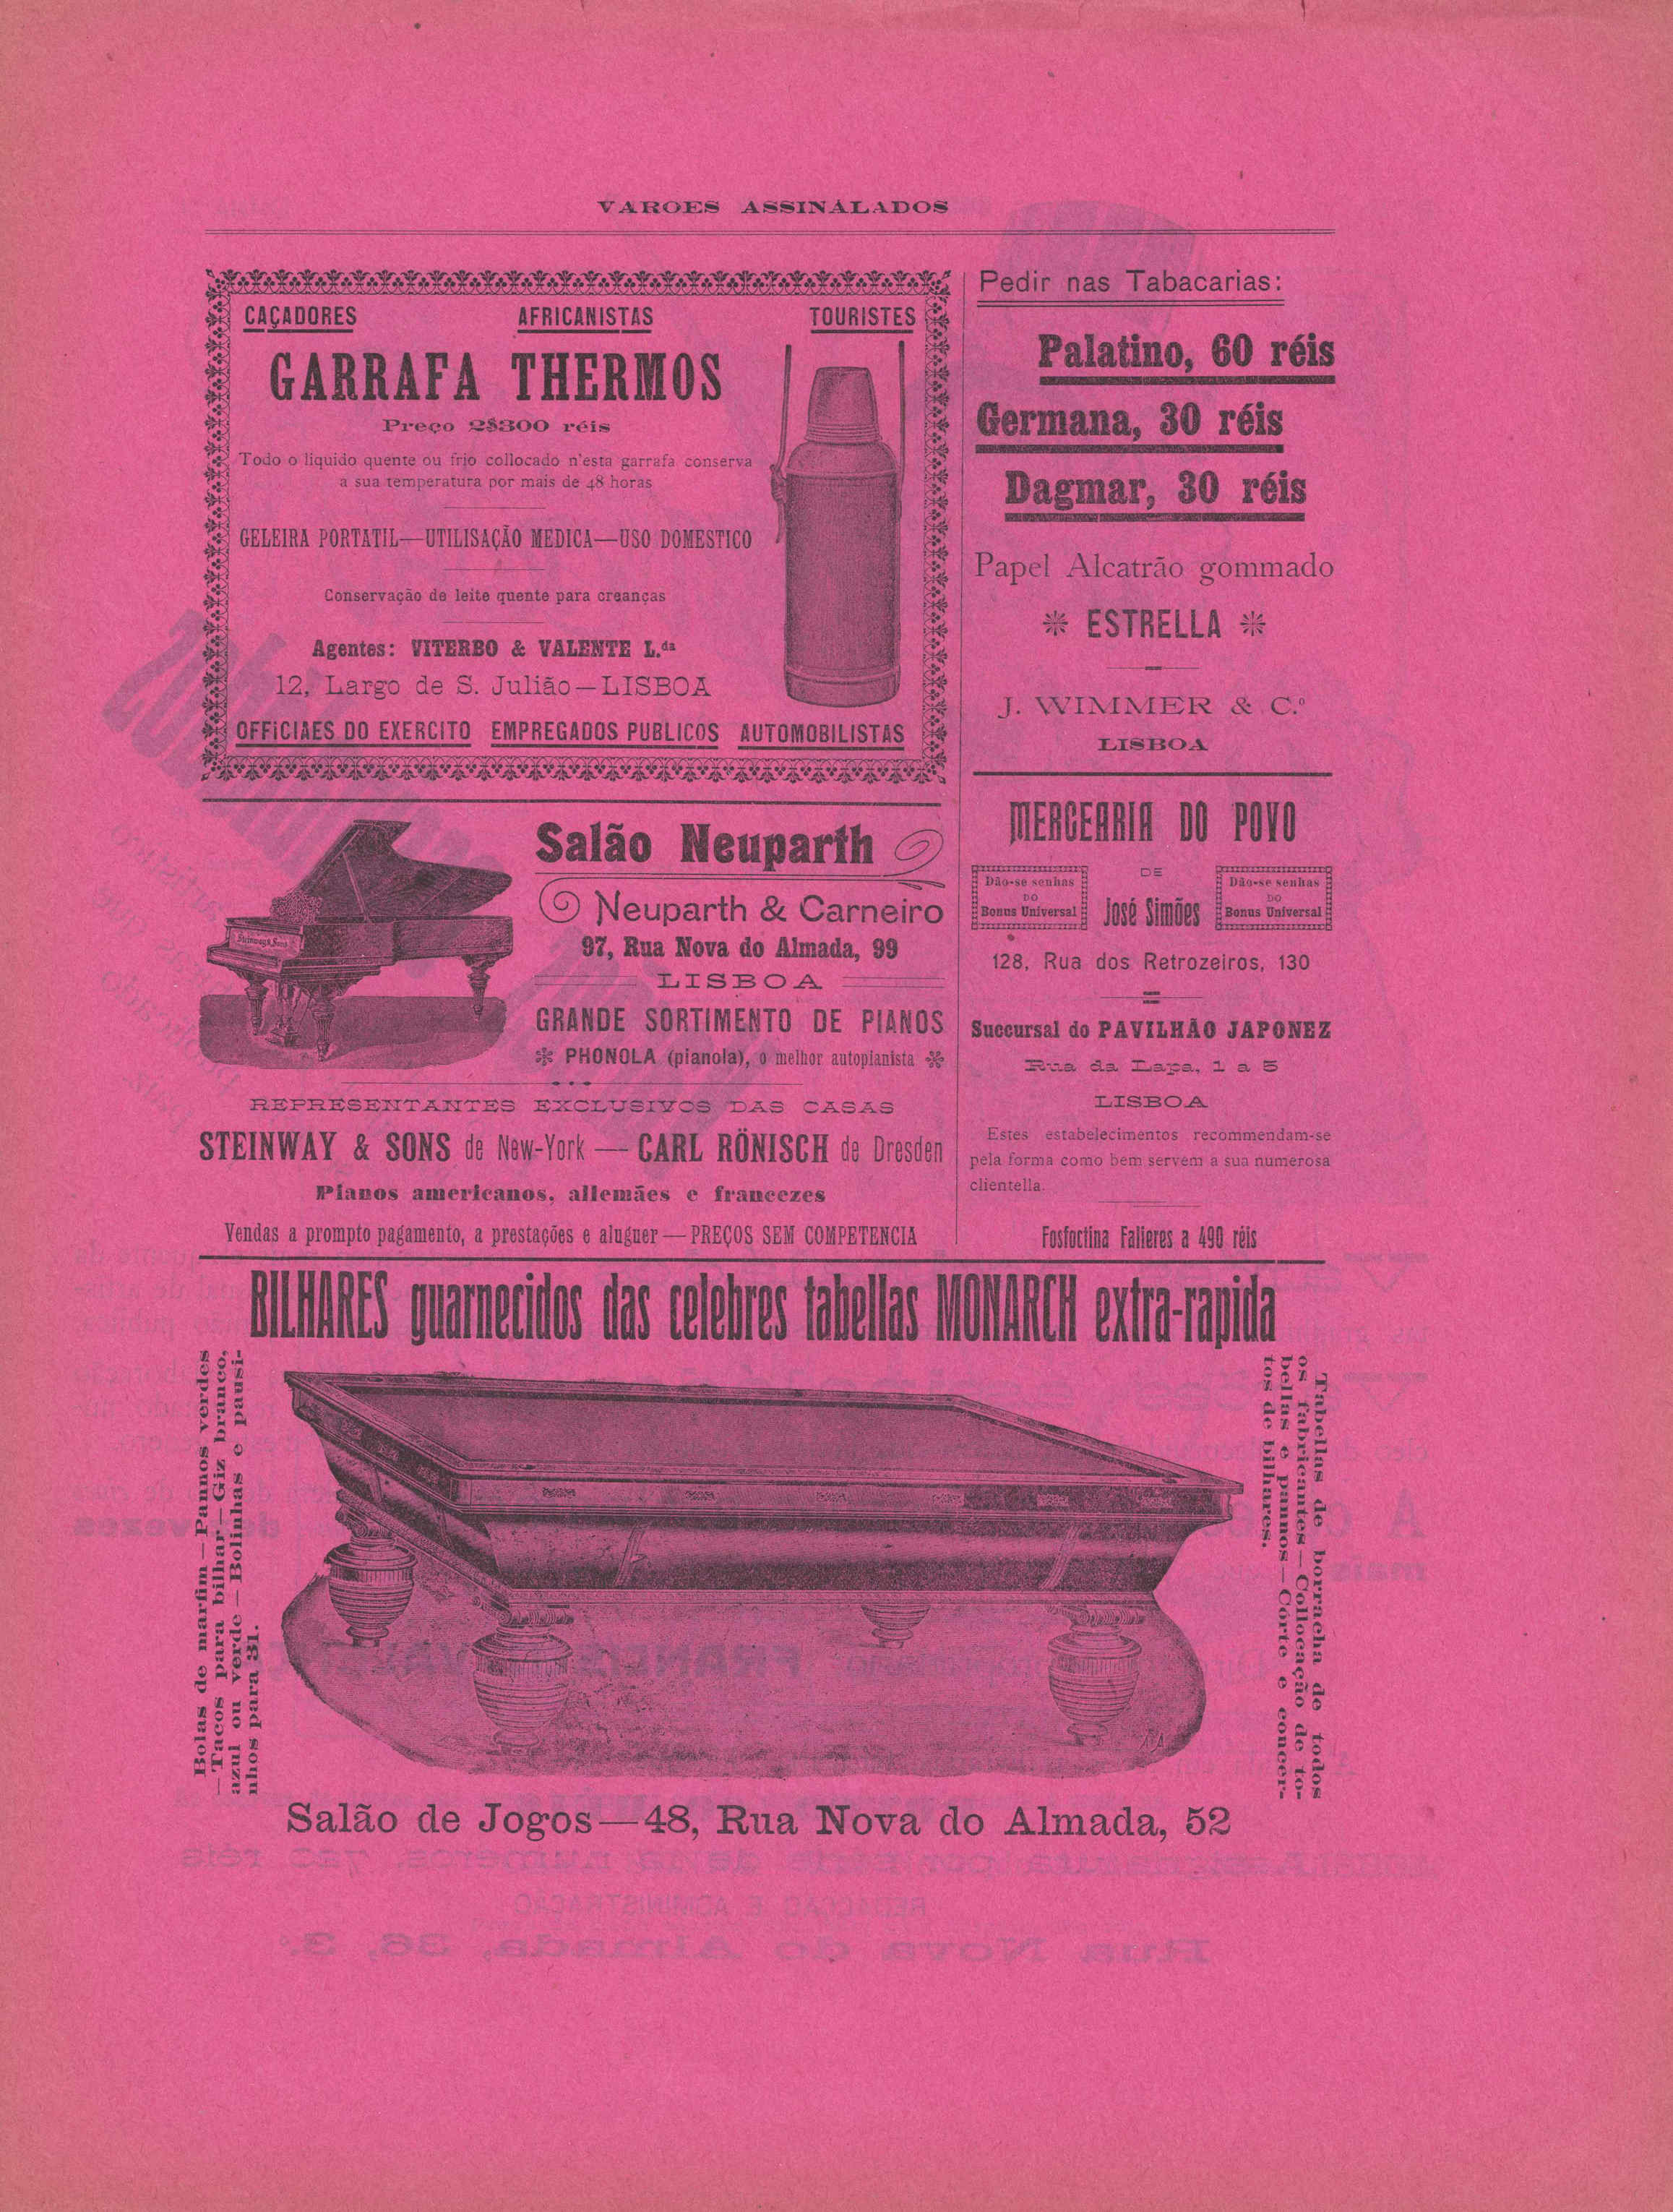 VARÕES ASSINÁLADOS
CAÇADORES AFRICANISTAS TOURISTES
GARRAFA THERMOS
Preço 2$300 réis
Todo o liquido quente ou frio collocado n'esta garrafa conserva
a sua temperatura por mais de 48 horas
GELEIRA PORTATIL—UTILISAÇÃO MEDICA—USO DOMESTICO
Conservação de leite quente para creanças
Agentes: VITERBO & VALENTE L.da
12, Largo de S. Julião—LISBOA
OFFICIAES DO EXERCITO EMPREGADOS PUBLICOS AUTOMOBILISTAS
Pedir nas Tabacarias:
Palatino, 60 réis
Germana, 30 réis
Dagmar, 30 réis
Papel Alcatrão gommado
ESTRELLA
J. WIMMER & C.º
LISBOA
Steinway & Sons
Salão Neuparth
Neuparth & Carneiro
97, Rua Nova do Almada, 99
LISBOA
GRANDE SORTIMENTO DE PIANOS
PHONOLA (pianola), o melhor autopianista
REPRESENTANTES EXCLUSIVOS DAS CASAS
STEINWAY & SONS de New-York — CARL RÖNISCH de Dresden
Pianos americanos, allemães e francezes
Vendas a prompto pagamento, a prestações e aluguer — PREÇOS SEM COMPETENCIA
MERCEARIA DO POVO
DE
José Simões
Dão-se senhas
DO
Bonus Universal
Dão-se senhas
DO
Bonus Universal
128, Rua dos Retrozeiros, 130
Succursal do PAVILHÃO JAPONEZ
Rua da Lapa, 1 a 5
LISBOA
Estes estabelecimentos recommendam-se
pela forma como bem servem a sua numerosa
clientella.
Fosfoctina Falieres a 490 réis
BILHARES guarnecidos das celebres tabellas MONARCH extra-rapida
Bolas de marfim—Pannos verdes
—Tacos para bilhar—Giz branco,
azul ou verde—Bolinhas e pausi-
nhos para 31.
Tabellas de borracha de todos
os fabricantes—Collocação de ta-
bellas e pannos—Córte e concer-
tos de bilhares.
Salão de Jogos—48, Rua Nova do Almada, 52